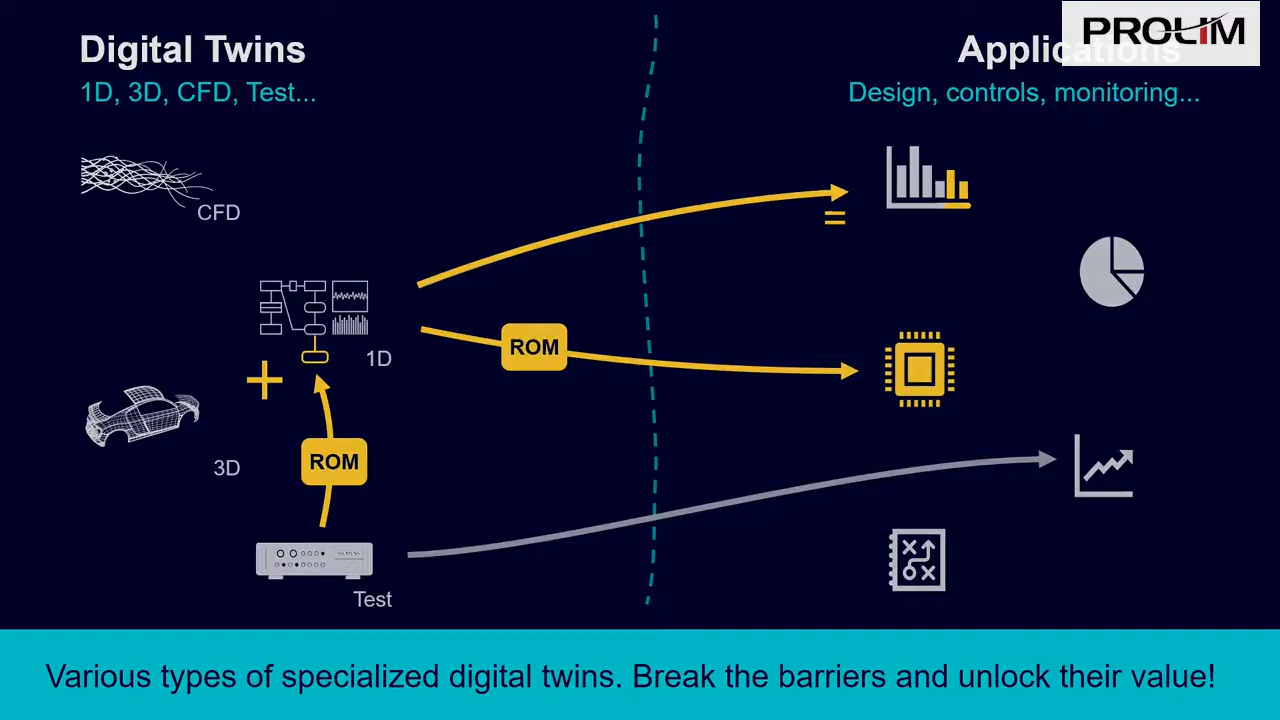 Digital Twins
1D, 3D, CFD, Test...
PROLIM
Applications
Design, controls, monitoring...
CFD
=
1D
ROM
+
3D
ROM
SIEMENS
Test
Various types of specialized digital twins. Break the barriers and unlock their value!